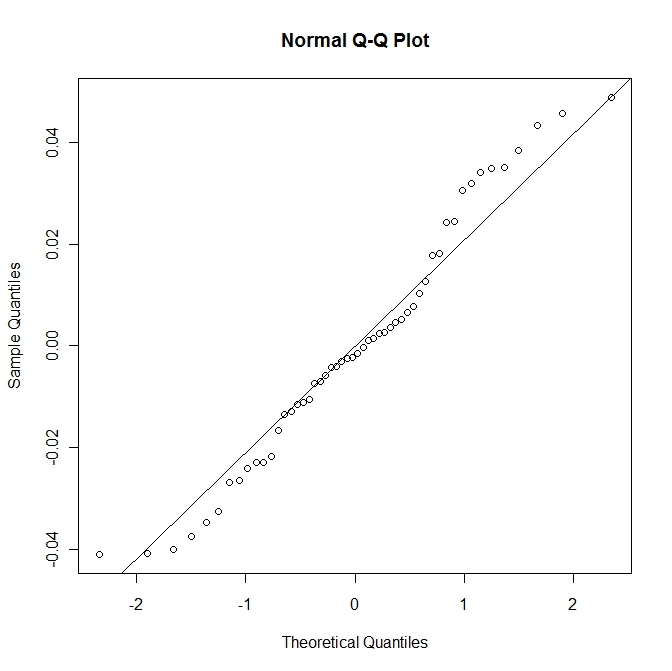 Normal Q-Q Plot
0.04
0.02
0.00
-0.02
-0.04
Sample Quantiles
-2 -1 0 1 2
Theoretical Quantiles